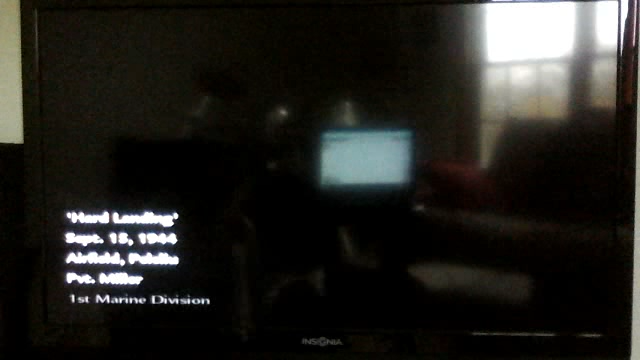 'Hard Landing'
Sept. 15, 1944
Airfield, Peleliu
Pvt. Miller
1st Marine Division
INSIGNIA